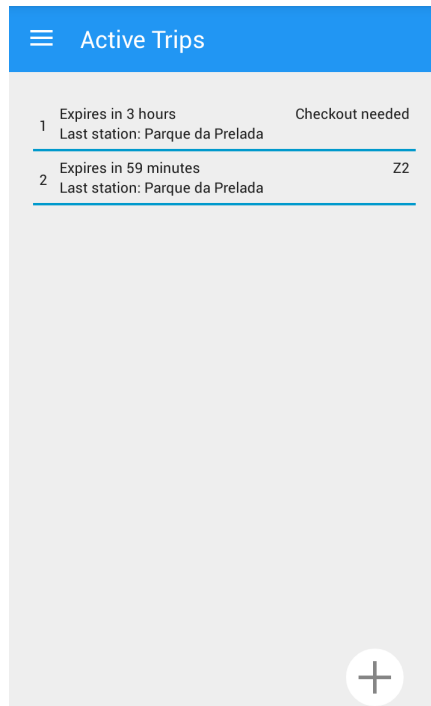 Active Trips
1
Expires in 3 hours
Checkout needed
Last station: Parque da Prelada
2
Expires in 59 minutes
Z2
Last station: Parque da Prelada